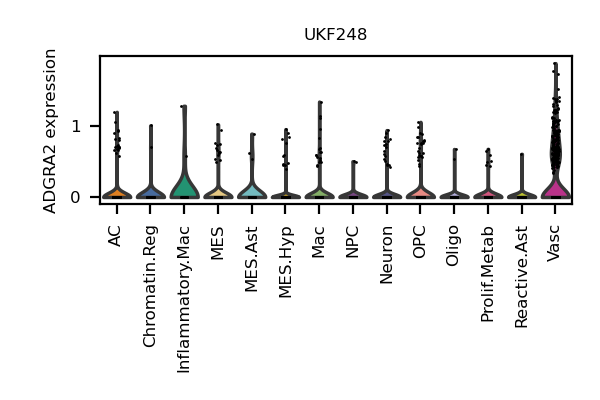 UKF248
ADGRA2 expression
1
0
AC
Chromatin.Reg
Inflammatory.Mac
MES
MES.Ast
MES.Hyp
Mac
NPC
Neuron
OPC
Oligo
Prolif.Metab
Reactive.Ast
Vasc